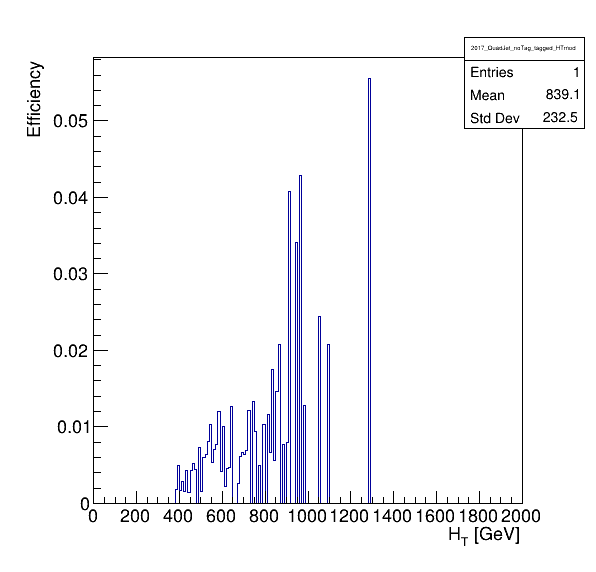 2017_QuadJet_noTag_tagged_HTmod
Entries 1
Mean 839.1
Std Dev 232.5
Efficiency
0.05
0.04
0.03
0.02
0.01
0
0 200 400 600 800 1000 1200 1400 1600 1800 2000
H_T [GeV]